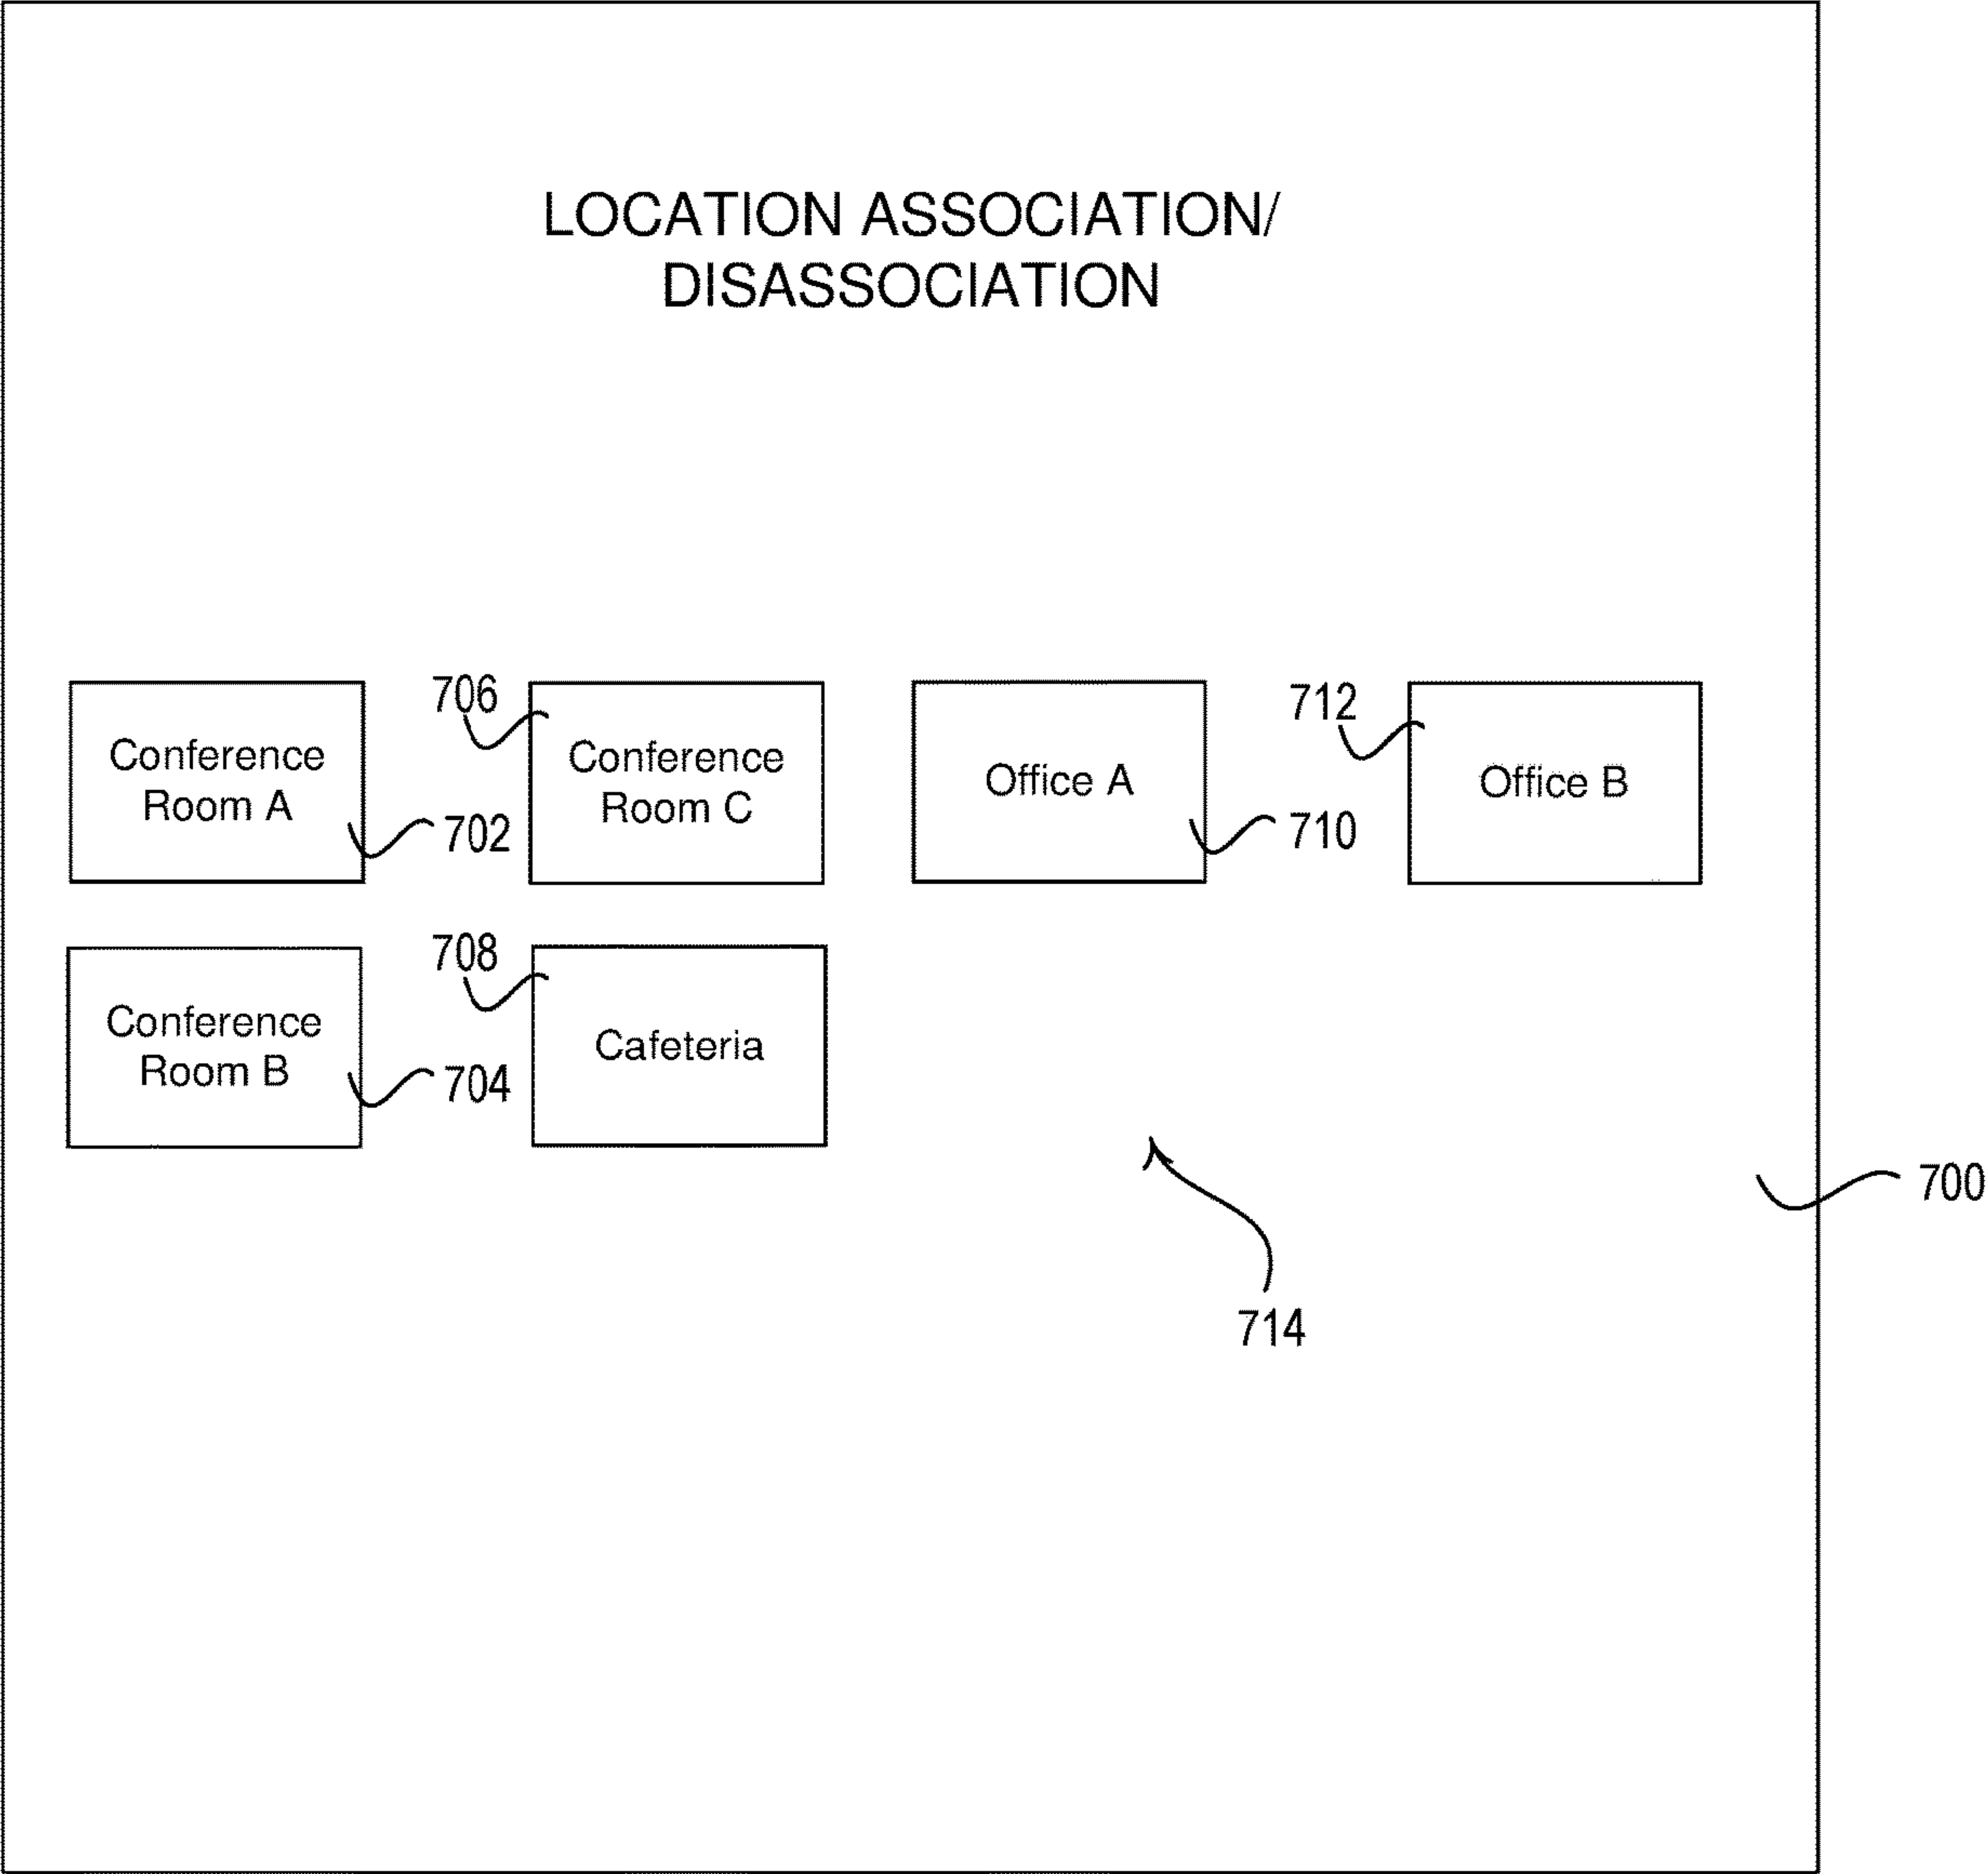 LOCATION ASSOCIATION/
DISASSOCIATION
Conference
Room A
702
706
Conference
Room C
Office A
710
712
Office B
Conference
Room B
704
708
Cafeteria
714
700